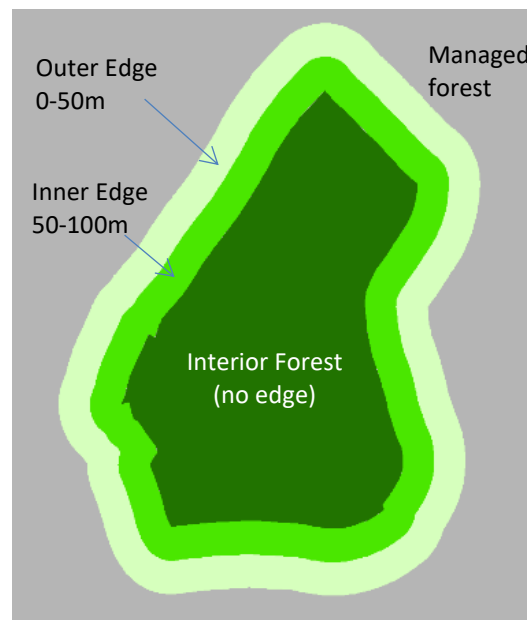 Outer Edge
0-50m
Managed
forest
Inner Edge
50-100m
Interior Forest
(no edge)